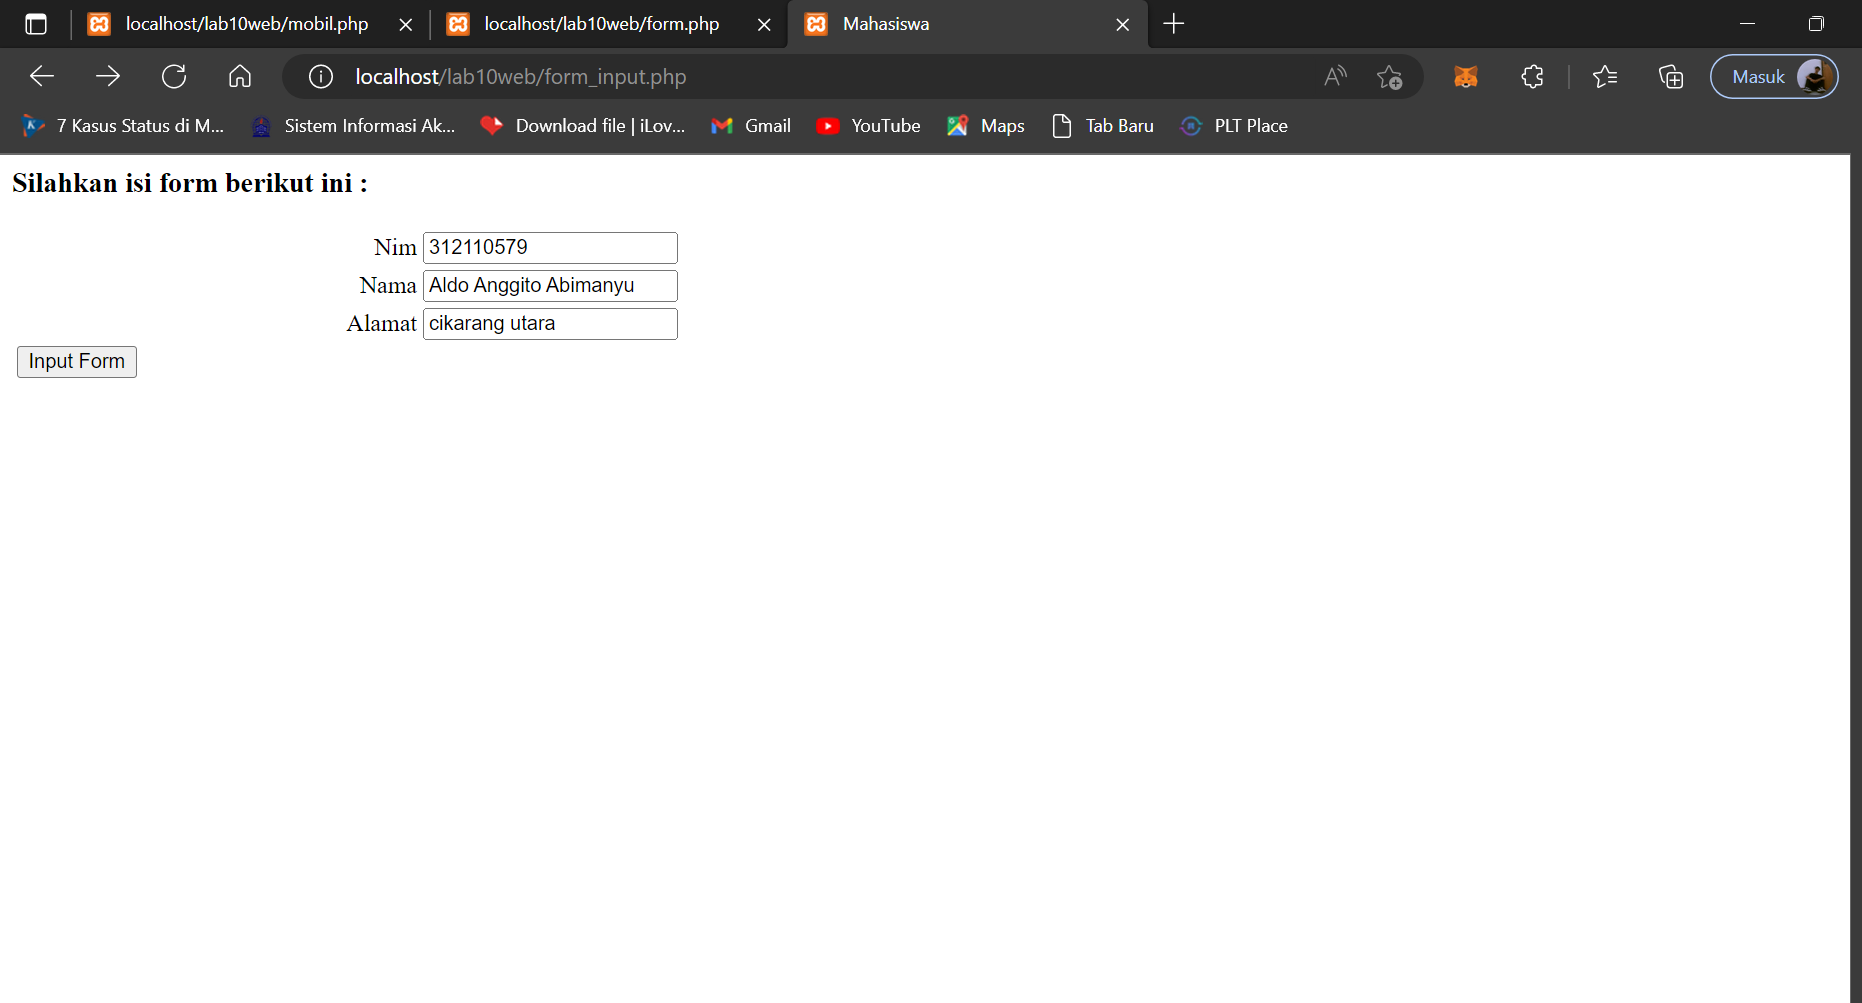 localhost/lab10web/mobil.php
localhost/lab10web/form.php
Mahasiswa
localhost/lab10web/form_input.php
Masuk
7 Kasus Status di M...
Sistem Informasi Ak...
Download file | iLov...
Gmail
YouTube
Maps
Tab Baru
PLT Place
Silahkan isi form berikut ini :
Nim 312110579
Nama Aldo Anggito Abimanyu
Alamat cikarang utara
Input Form